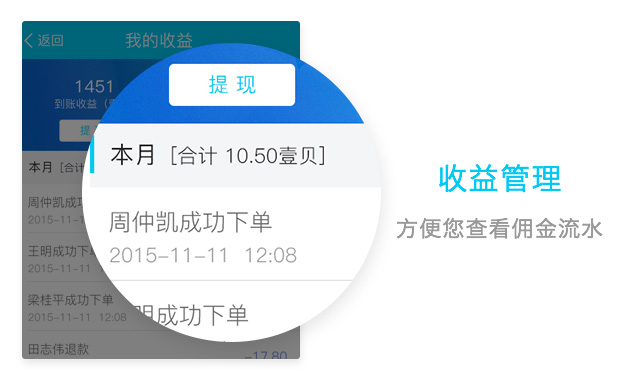 返回
我的收益
1451
到账收益
提现
本月 [合计 10.50壹贝]
本月 [合计
周仲凯成功下单
2015-11-11 12:08
周仲凯成功
2015-11-1
王明成功下
2015-11-11
明成功下单
梁桂平成功下单
2015-11-11 12:08
田志伟退款
-17.80
收益管理
方便您查看佣金流水